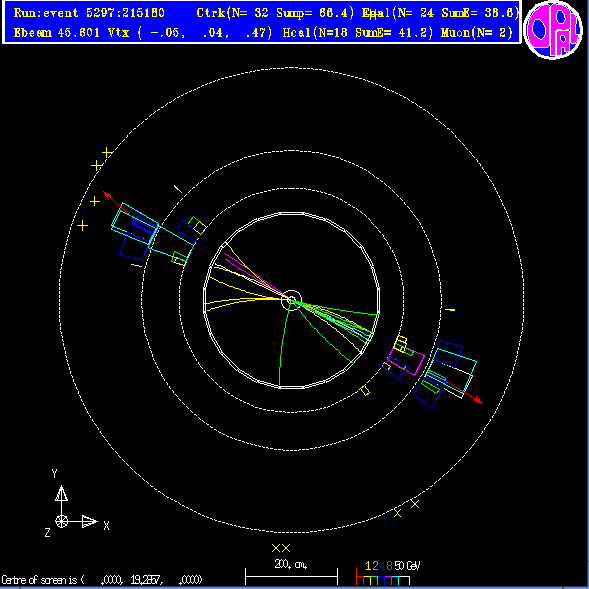 Run:event 5297:215180 Ctrk(N= 32 Sump= 66.4) Ecal(N= 24 SumE= 38.6)
Ebeam 45.601 Vtx ( -.05, .04, .47) Hcal(N=18 SumE= 41.2) Muon(N= 2)
OPAL
Y
X
Z
200. cm.
1 2 4 8 50 GeV
Centre of screen is ( .0000, 19.2857, .0000)